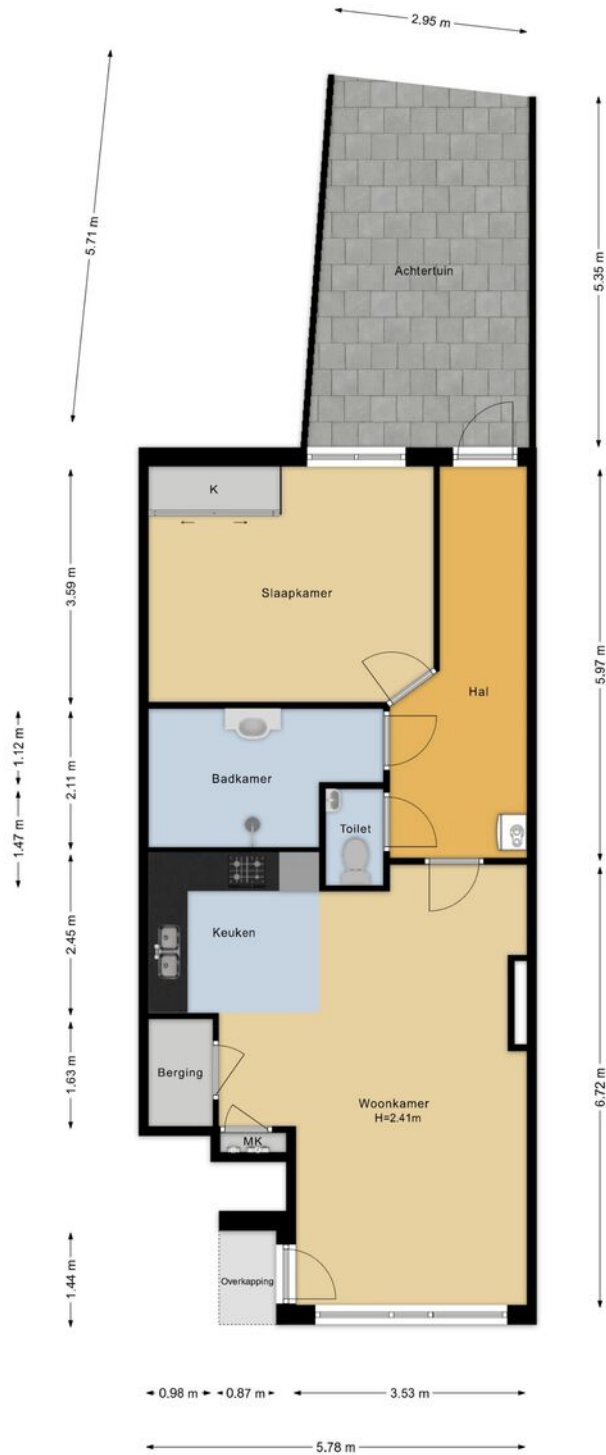 2.95 m
5.71 m
5.35 m
Achtertuin
K
3.59 m
Slaapkamer
5.97 m
Hal
1.12 m
2.11 m
Badkamer
1.47 m
Toilet
2.45 m
Keuken
1.63 m
Berging
Woonkamer
H=2.41m
6.72 m
MK
1.44 m
Overkapping
0.98 m
0.87 m
3.53 m
5.78 m